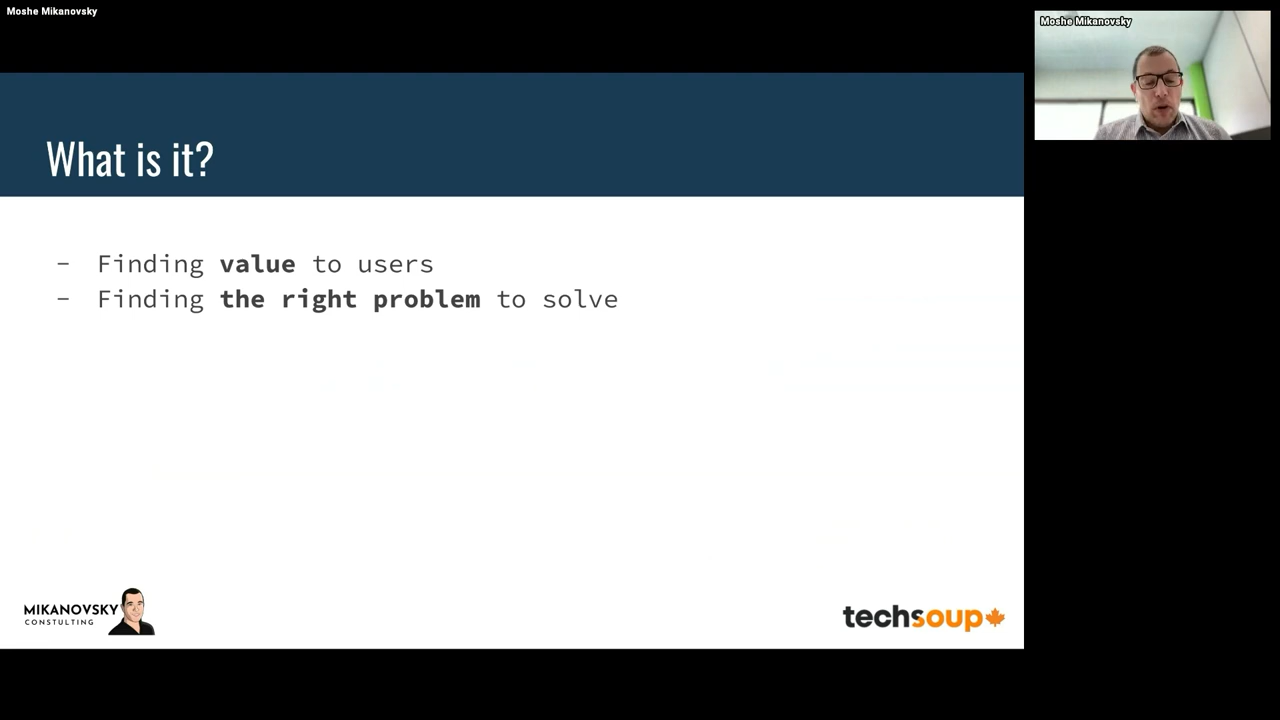 Moshe Mikanovsky
Moshe Mikanovsky
What is it?
- Finding value to users
- Finding the right problem to solve
MIKANOVSKY
CONSTULTING
techsoup